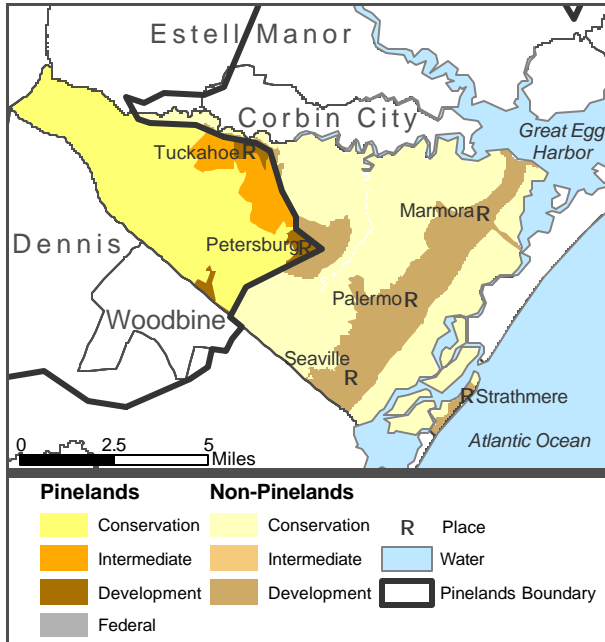 Estell Manor
Corbin City
Great Egg
Harbor
Tuckahoe R
Marmora R
Dennis
Petersburg R
Palermo R
Woodbine
Seaville
R
R Strathmere
0 2.5 5
Miles
Atlantic Ocean
Pinelands Non-Pinelands
Conservation Conservation R Place
Intermediate Intermediate Water
Development Development Pinelands Boundary
Federal